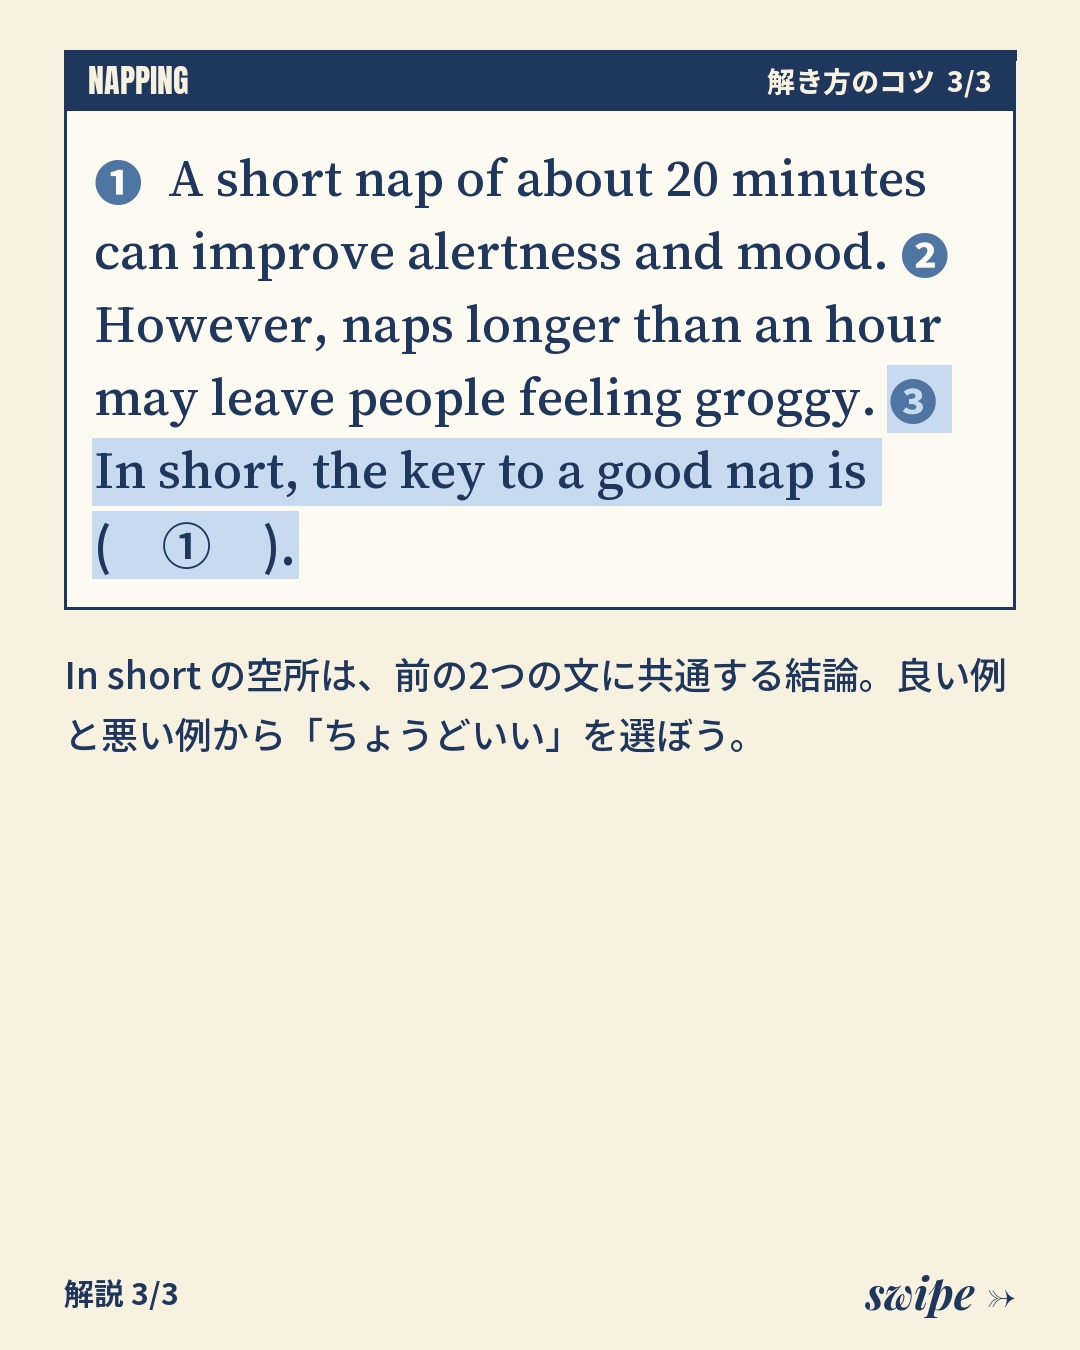 NAPPING
解き方のコツ 3/3
❶ A short nap of about 20 minutes
can improve alertness and mood. ❷
However, naps longer than an hour
may leave people feeling groggy. ❸
In short, the key to a good nap is
( ① ).
In short の空所は、前の2つの文に共通する結論。良い例
と悪い例から「ちょうどいい」を選ぼう。
解説 3/3
swipe